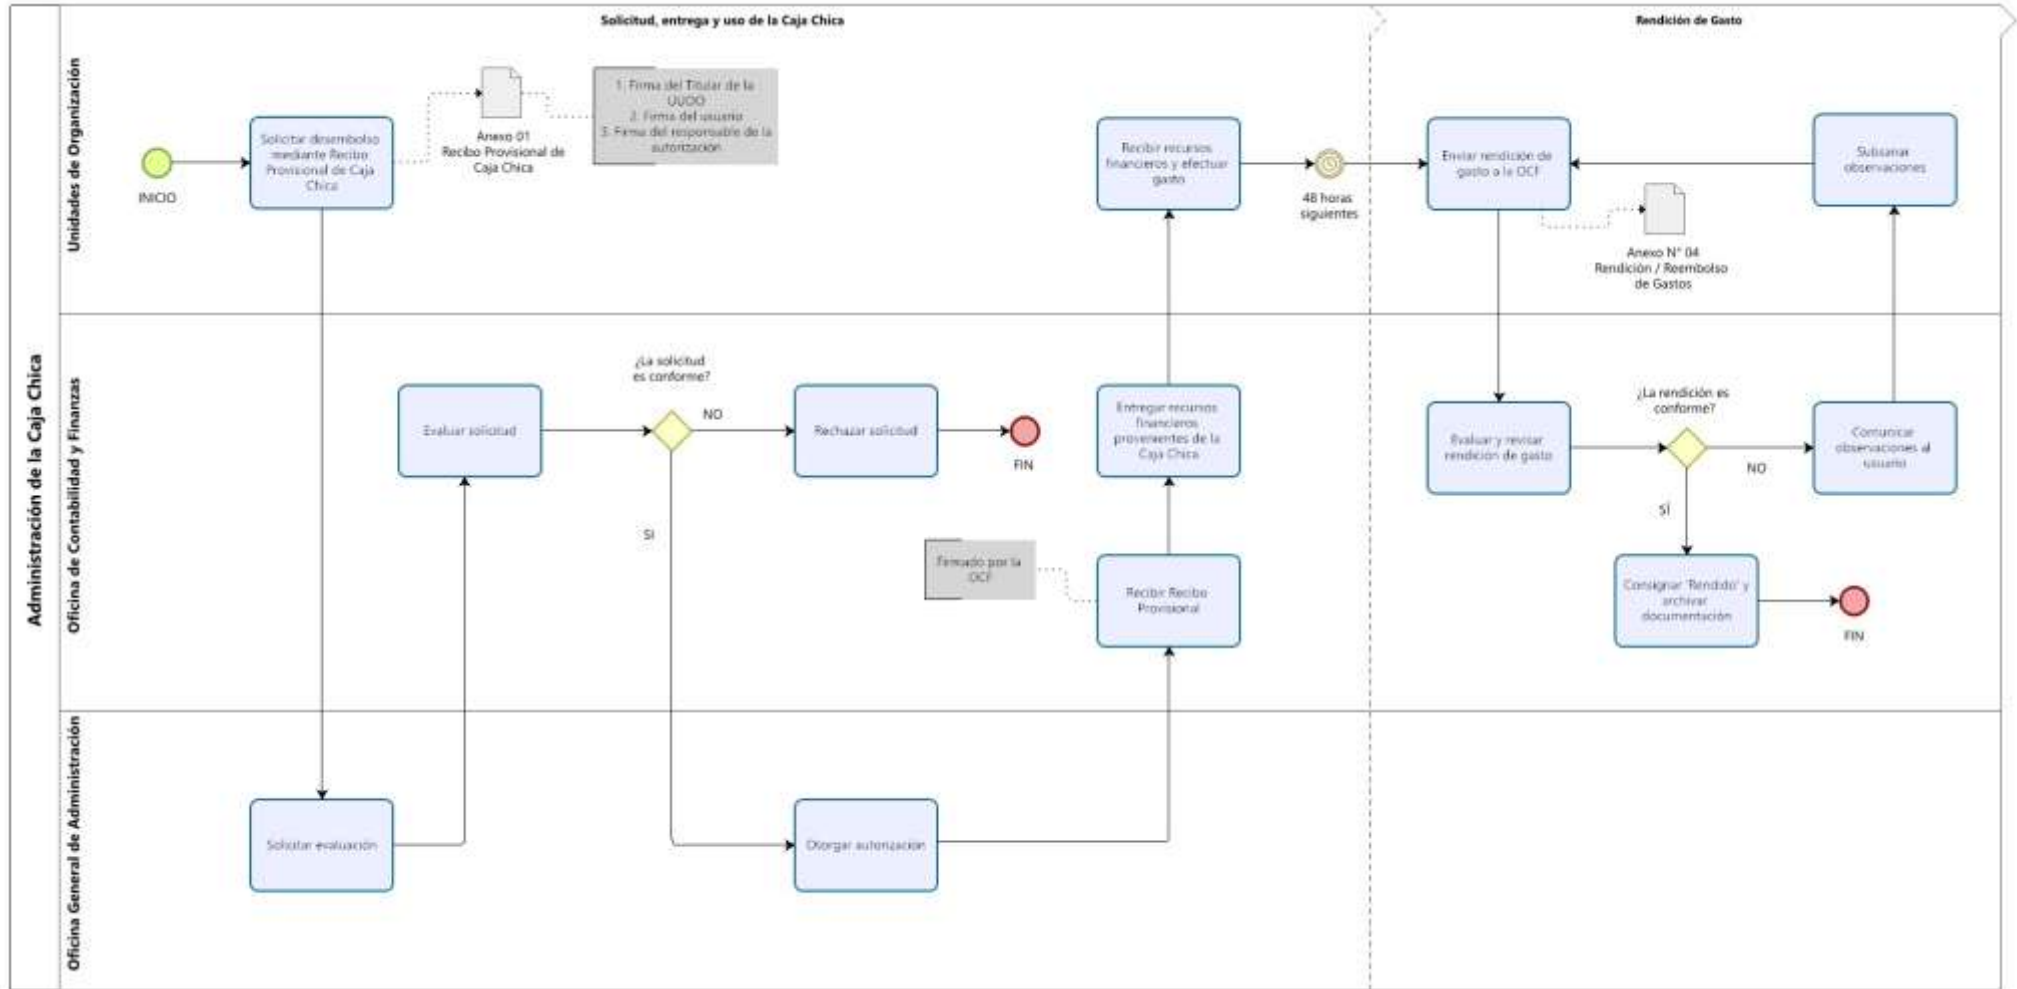 Solicitud, entrega y uso de la Caja Chica
Rendición de Gasto
Administración de la Caja Chica
Unidades de Organización
INICIO
Solicitar desembolso
mediante Recibo
Provisional de Caja
Chica
Anexo 01
Recibo Provisional de
Caja Chica
1. Firma del Titular de la
UUOO
2. Firma del usuario
3. Firma del responsable de la
autorización
Recibir recursos
financieros y efectuar
gasto
48 horas
siguientes
Enviar rendición de
gasto a la OCF
Anexo N° 04
Rendición / Reembolso
de Gastos
Subsanar
observaciones
Oficina de Contabilidad y Finanzas
Evaluar solicitud
¿La solicitud
es conforme?
NO
SI
Rechazar solicitud
FIN
Entregar recursos
financieros
provenientes de la
Caja Chica
Firmado por la
OCF
Recibir Recibo
Provisional
Evaluar y revisar
rendición de gasto
¿La rendición es
conforme?
NO
SÍ
Comunicar
observaciones al
usuario
Consignar 'Rendido' y
archivar
documentación
FIN
Oficina General de Administración
Solicitar evaluación
Otorgar autorización